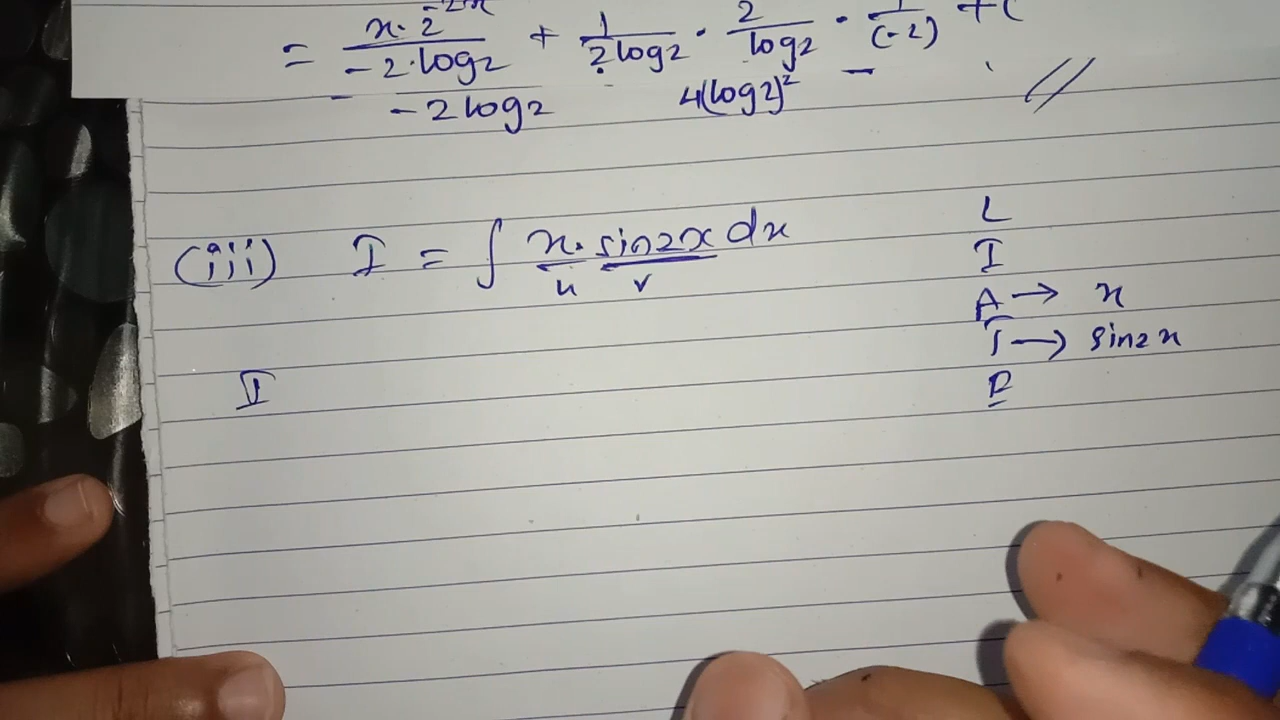 = x·2^-2x / -2·log2 + 1/2log2 · 2/log2 · 1/(-2) + C
-2log2 4(log2)² //
(iii) I = ∫ x·sin2x dx
u v
I
L
I
A → x
T → sin2x
E